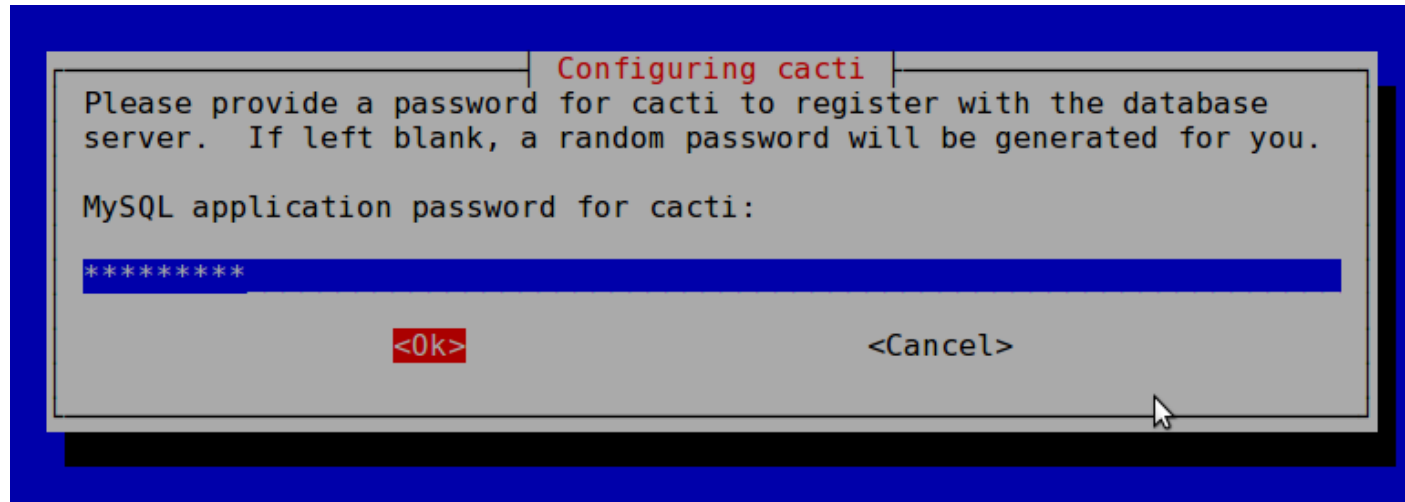 Configuring cacti
Please provide a password for cacti to register with the database
server.  If left blank, a random password will be generated for you.
MySQL application password for cacti:
*********
<Ok> <Cancel>